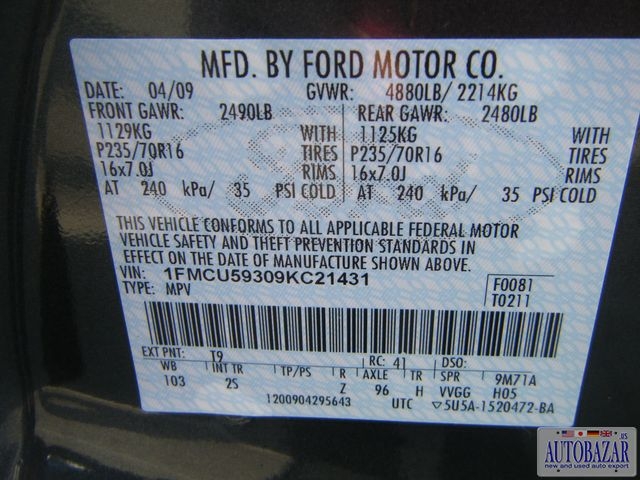 MFD. BY FORD MOTOR CO.
DATE: 04/09 GVWR: 4880LB/ 2214KG
FRONT GAWR: 2490LB REAR GAWR: 2480LB
1129KG WITH 1125KG WITH
P235/70R16 TIRES P235/70R16 TIRES
16x7.0J RIMS 16x7.0J RIMS
AT 240 kPa/ 35 PSI COLD AT 240 kPa/ 35 PSI COLD
THIS VEHICLE CONFORMS TO ALL APPLICABLE FEDERAL MOTOR
VEHICLE SAFETY AND THEFT PREVENTION STANDARDS IN
EFFECT ON THE DATE OF MANUFACTURE SHOWN ABOVE.
VIN: 1FMCU59309KC21431 F0081
TYPE: MPV T0211
EXT PNT: T9 RC: 41 DSO:
WB INT TR TP/PS R AXLE TR SPR 9M71A
103 2S Z 96 H VVGG H05
1200904295643 UTC ▽5U5A-1520472-BA
AUTOBAZAR.US
new and used auto export